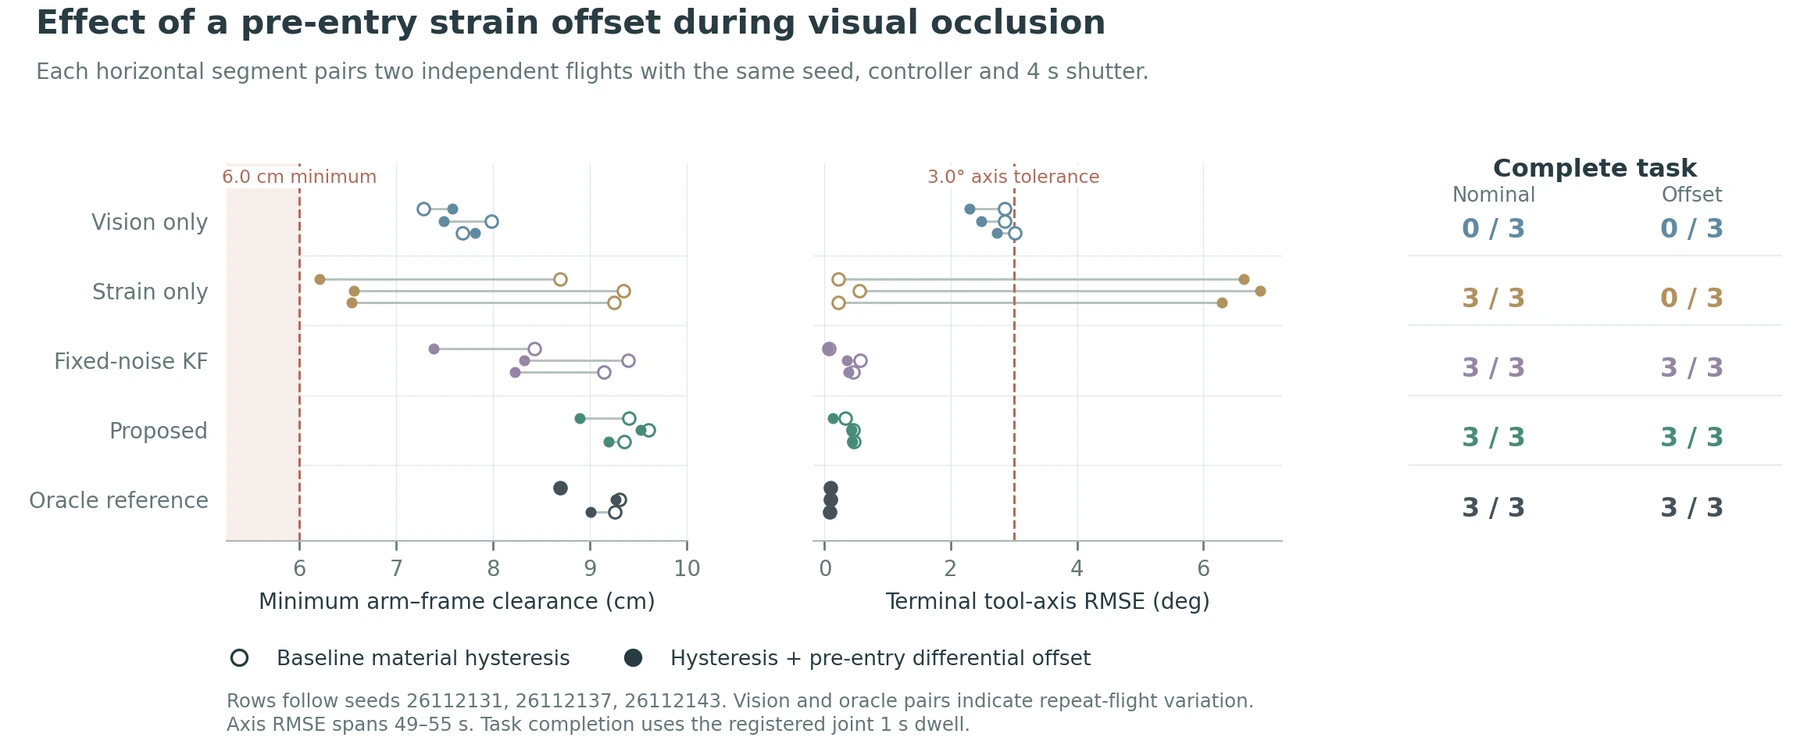 Effect of a pre-entry strain offset during visual occlusion
Each horizontal segment pairs two independent flights with the same seed, controller and 4 s shutter.
6.0 cm minimum
3.0° axis tolerance
Complete task
Nominal Offset
Vision only
0 / 3 0 / 3
Strain only
3 / 3 0 / 3
Fixed-noise KF
3 / 3 3 / 3
Proposed
3 / 3 3 / 3
Oracle reference
3 / 3 3 / 3
6 7 8 9 10
0 2 4 6
Minimum arm–frame clearance (cm)
Terminal tool-axis RMSE (deg)
Baseline material hysteresis
Hysteresis + pre-entry differential offset
Rows follow seeds 26112131, 26112137, 26112143. Vision and oracle pairs indicate repeat-flight variation.
Axis RMSE spans 49–55 s. Task completion uses the registered joint 1 s dwell.